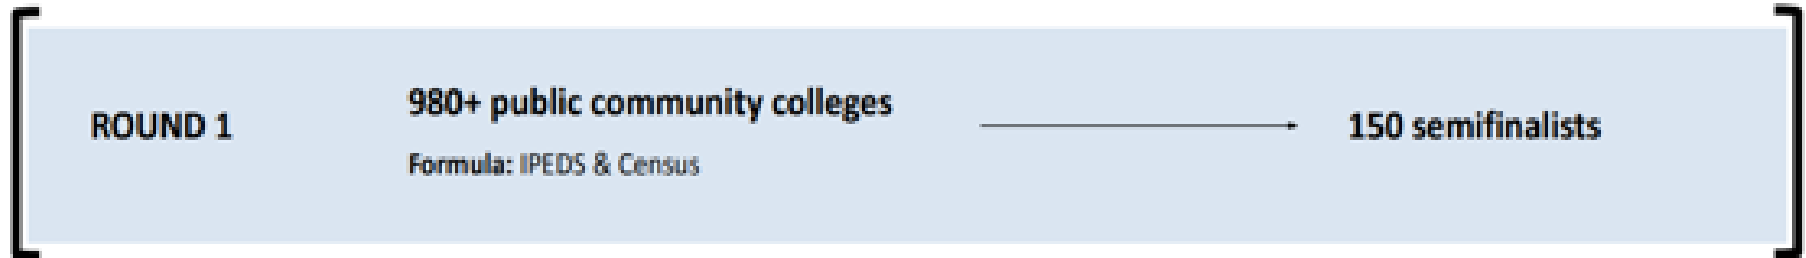 ROUND 1
980+ public community colleges
Formula: IPEDS & Census
150 semifinalists